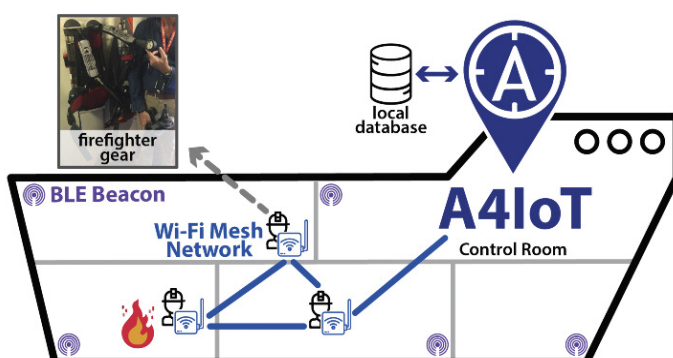 firefighter
gear
local
database
A
BLE Beacon
Wi-Fi Mesh
Network
A4IoT
Control Room